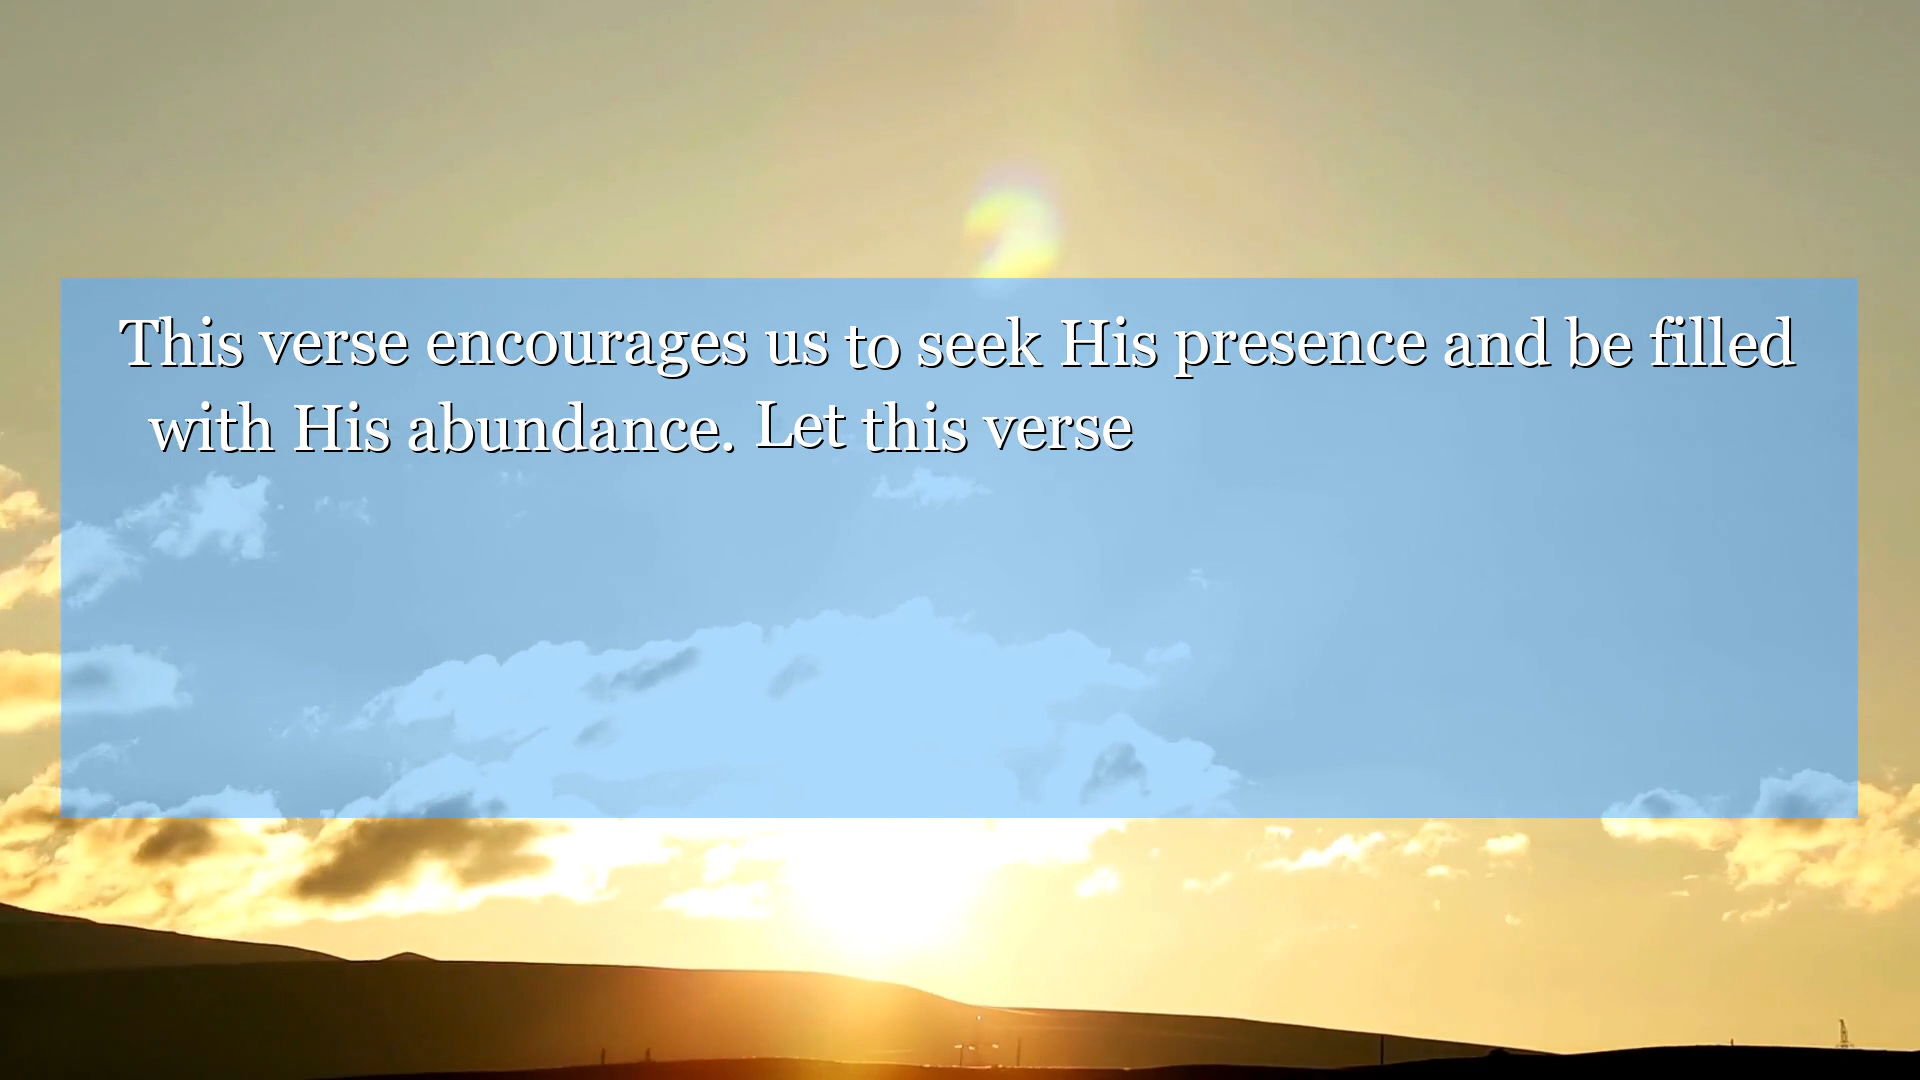 This verse encourages us to seek His presence and be filled
with His abundance. Let this verse